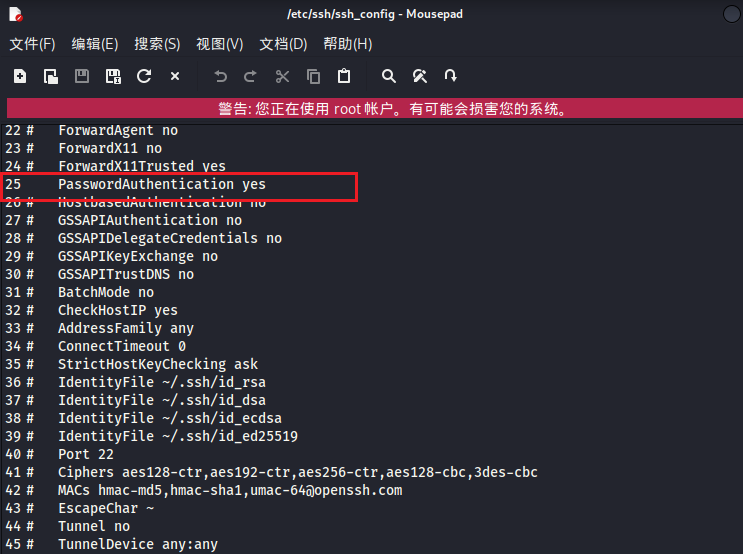 /etc/ssh/ssh_config - Mousepad
文件(F) 编辑(E) 搜索(S) 视图(V) 文档(D) 帮助(H)
警告: 您正在使用 root 帐户。有可能会损害您的系统。
22 #   ForwardAgent no
23 #   ForwardX11 no
24 #   ForwardX11Trusted yes
25     PasswordAuthentication yes
26 #   HostbasedAuthentication no
27 #   GSSAPIAuthentication no
28 #   GSSAPIDelegateCredentials no
29 #   GSSAPIKeyExchange no
30 #   GSSAPITrustDNS no
31 #   BatchMode no
32 #   CheckHostIP yes
33 #   AddressFamily any
34 #   ConnectTimeout 0
35 #   StrictHostKeyChecking ask
36 #   IdentityFile ~/.ssh/id_rsa
37 #   IdentityFile ~/.ssh/id_dsa
38 #   IdentityFile ~/.ssh/id_ecdsa
39 #   IdentityFile ~/.ssh/id_ed25519
40 #   Port 22
41 #   Ciphers aes128-ctr,aes192-ctr,aes256-ctr,aes128-cbc,3des-cbc
42 #   MACs hmac-md5,hmac-sha1,umac-64@openssh.com
43 #   EscapeChar ~
44 #   Tunnel no
45 #   TunnelDevice any:any